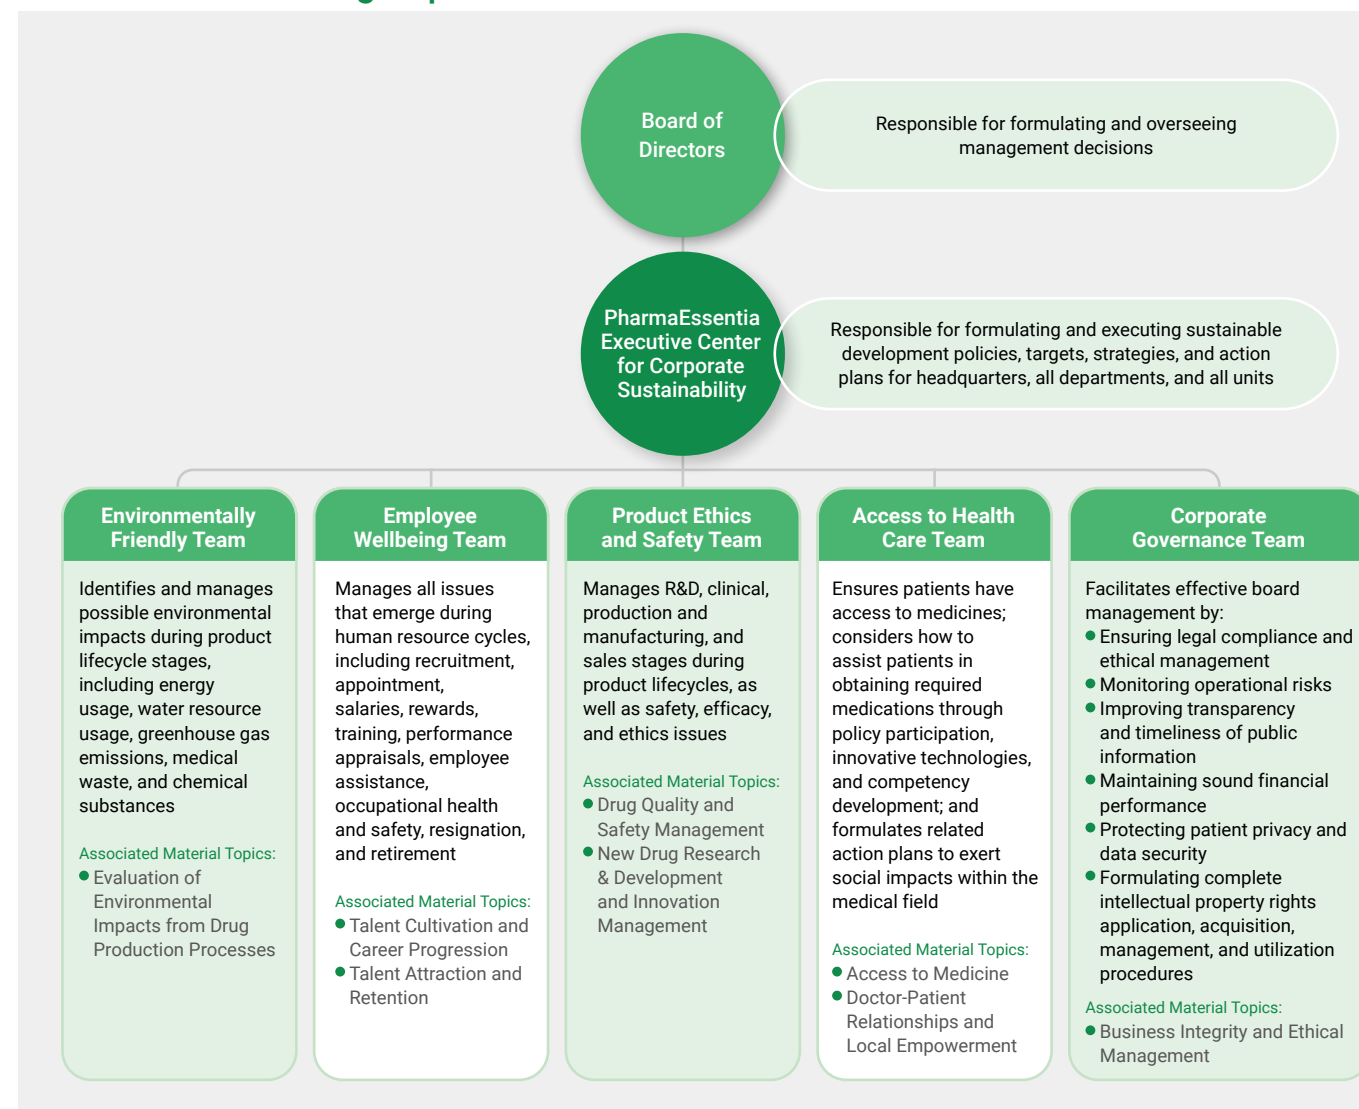 Board of
Directors
Responsible for formulating and overseeing
management decisions
PharmaEssentia
Executive Center
for Corporate
Sustainability
Responsible for formulating and executing sustainable
development policies, targets, strategies, and action
plans for headquarters, all departments, and all units
Environmentally
Friendly Team
Identifies and manages
possible environmental
impacts during product
lifecycle stages,
including energy
usage, water resource
usage, greenhouse gas
emissions, medical
waste, and chemical
substances
Associated Material Topics:
● Evaluation of
Environmental
Impacts from Drug
Production Processes
Employee
Wellbeing Team
Manages all issues
that emerge during
human resource cycles,
including recruitment,
appointment,
salaries, rewards,
training, performance
appraisals, employee
assistance,
occupational health
and safety, resignation,
and retirement
Associated Material Topics:
● Talent Cultivation and
Career Progression
● Talent Attraction and
Retention
Product Ethics
and Safety Team
Manages R&D, clinical,
production and
manufacturing, and
sales stages during
product lifecycles, as
well as safety, efficacy,
and ethics issues
Associated Material Topics:
● Drug Quality and
Safety Management
● New Drug Research
& Development
and Innovation
Management
Access to Health
Care Team
Ensures patients have
access to medicines;
considers how to
assist patients in
obtaining required
medications through
policy participation,
innovative technologies,
and competency
development; and
formulates related
action plans to exert
social impacts within the
medical field
Associated Material Topics:
● Access to Medicine
● Doctor-Patient
Relationships and
Local Empowerment
Corporate
Governance Team
Facilitates effective board
management by:
● Ensuring legal compliance and
ethical management
● Monitoring operational risks
● Improving transparency
and timeliness of public
information
● Maintaining sound financial
performance
● Protecting patient privacy and
data security
● Formulating complete
intellectual property rights
application, acquisition,
management, and utilization
procedures
Associated Material Topics:
● Business Integrity and Ethical
Management